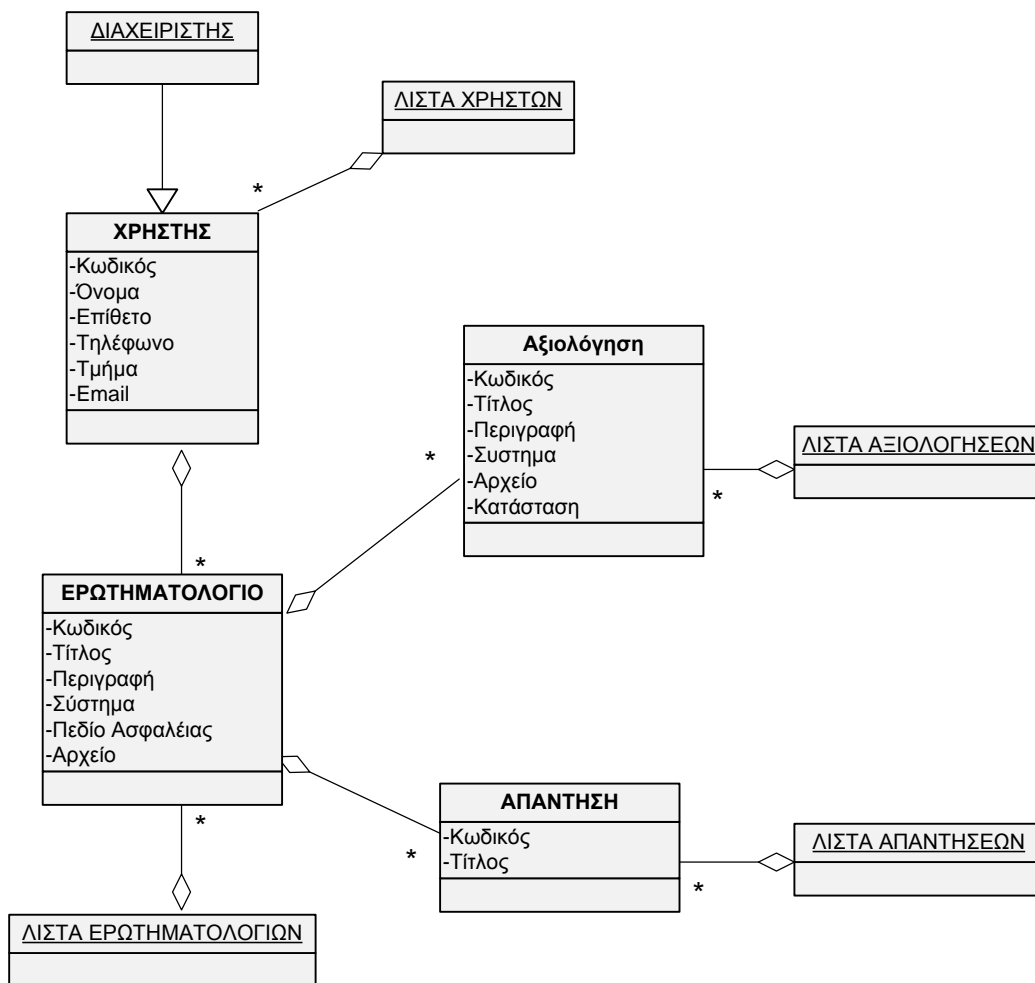 ΔΙΑΧΕΙΡΙΣΤΗΣ
ΛΙΣΤΑ ΧΡΗΣΤΩΝ
*
ΧΡΗΣΤΗΣ
-Κωδικός
-Όνομα
-Επίθετο
-Τηλέφωνο
-Τμήμα
-Email
Αξιολόγηση
-Κωδικός
-Τίτλος
-Περιγραφή
-Συστημα
-Αρχείο
-Κατάσταση
*
ΛΙΣΤΑ ΑΞΙΟΛΟΓΗΣΕΩΝ
*
*
ΕΡΩΤΗΜΑΤΟΛΟΓΙΟ
-Κωδικός
-Τίτλος
-Περιγραφή
-Σύστημα
-Πεδίο Ασφαλέιας
-Αρχείο
*
ΑΠΑΝΤΗΣΗ
-Κωδικός
-Τίτλος
*
ΛΙΣΤΑ ΑΠΑΝΤΗΣΕΩΝ
*
ΛΙΣΤΑ ΕΡΩΤΗΜΑΤΟΛΟΓΙΩΝ